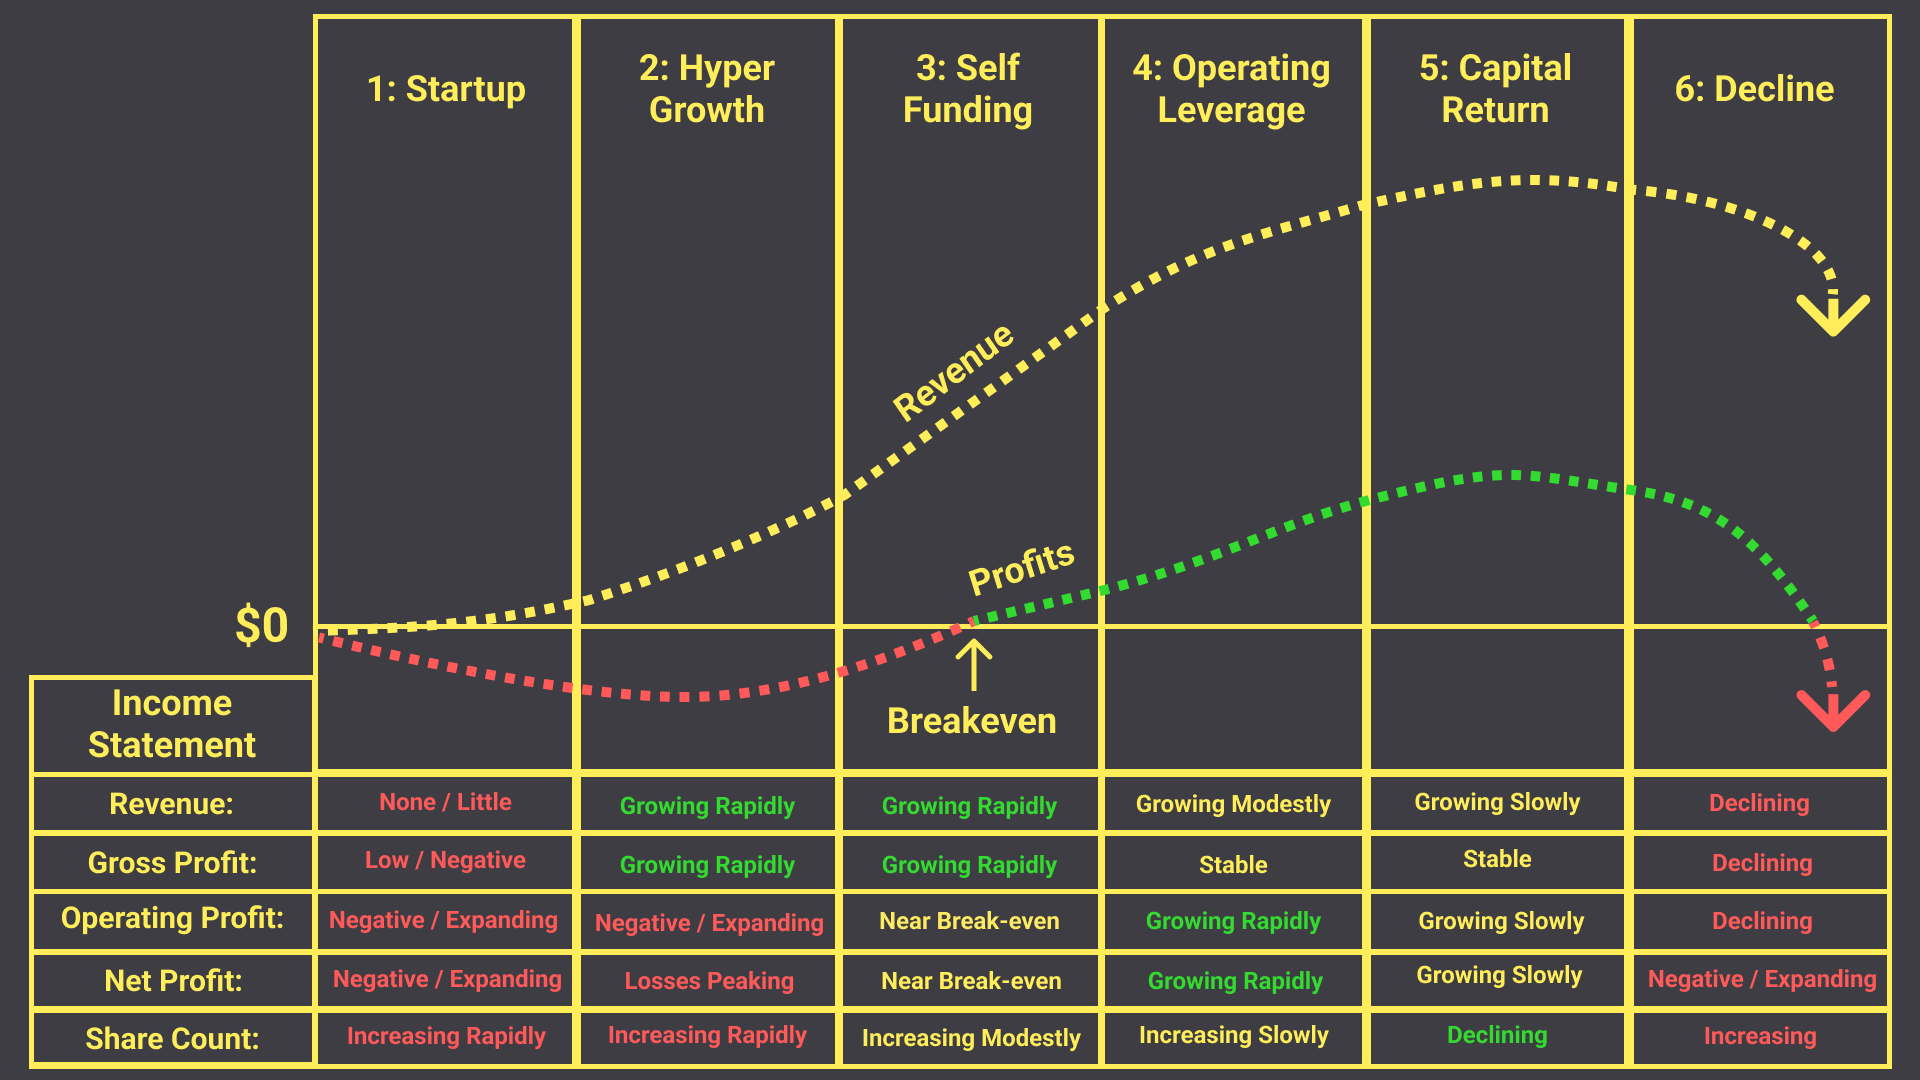 1: Startup
2: Hyper
Growth
3: Self
Funding
4: Operating
Leverage
5: Capital
Return
6: Decline
Revenue
Profits
$0
Breakeven
Income
Statement
Revenue: None / Little Growing Rapidly Growing Rapidly Growing Modestly Growing Slowly Declining
Gross Profit: Low / Negative Growing Rapidly Growing Rapidly Stable Stable Declining
Operating Profit: Negative / Expanding Negative / Expanding Near Break-even Growing Rapidly Growing Slowly Declining
Net Profit: Negative / Expanding Losses Peaking Near Break-even Growing Rapidly Growing Slowly Negative / Expanding
Share Count: Increasing Rapidly Increasing Rapidly Increasing Modestly Increasing Slowly Declining Increasing